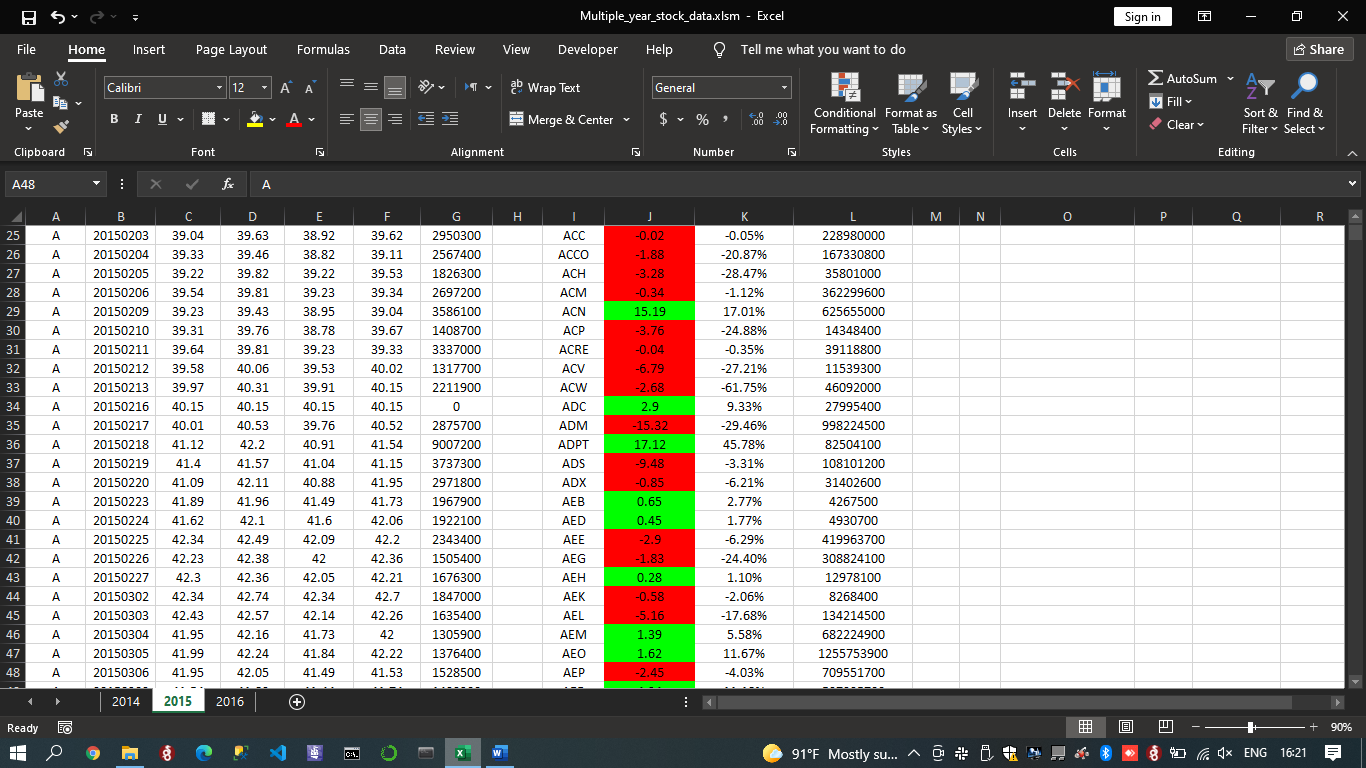 Multiple_year_stock_data.xlsm - Excel
Sign in
File Home Insert Page Layout Formulas Data Review View Developer Help Tell me what you want to do Share
Paste
Calibri 12
B I U A
ab Wrap Text
Merge & Center
General
$ % ,
Conditional Formatting
Format as Table
Cell Styles
Insert Delete Format
AutoSum
Fill
Clear
Sort & Filter
Find & Select
Clipboard Font Alignment Number Styles Cells Editing
A48 fx A
A B C D E F G H I J K L M N O P Q R
25 A 20150203 39.04 39.63 38.92 39.62 2950300 ACC -0.02 -0.05% 228980000
26 A 20150204 39.33 39.46 38.82 39.11 2567400 ACCO -1.88 -20.87% 167330800
27 A 20150205 39.22 39.82 39.22 39.53 1826300 ACH -3.28 -28.47% 35801000
28 A 20150206 39.54 39.81 39.23 39.34 2697200 ACM -0.34 -1.12% 362299600
29 A 20150209 39.23 39.43 38.95 39.04 3586100 ACN 15.19 17.01% 625655000
30 A 20150210 39.31 39.76 38.78 39.67 1408700 ACP -3.76 -24.88% 14348400
31 A 20150211 39.64 39.81 39.23 39.33 3337000 ACRE -0.04 -0.35% 39118800
32 A 20150212 39.58 40.06 39.53 40.02 1317700 ACV -6.79 -27.21% 11539300
33 A 20150213 39.97 40.31 39.91 40.15 2211900 ACW -2.68 -61.75% 46092000
34 A 20150216 40.15 40.15 40.15 40.15 0 ADC 2.9 9.33% 27995400
35 A 20150217 40.01 40.53 39.76 40.52 2875700 ADM -15.32 -29.46% 998224500
36 A 20150218 41.12 42.2 40.91 41.54 9007200 ADPT 17.12 45.78% 82504100
37 A 20150219 41.4 41.57 41.04 41.15 3737300 ADS -9.48 -3.31% 108101200
38 A 20150220 41.09 42.11 40.88 41.95 2971800 ADX -0.85 -6.21% 31402600
39 A 20150223 41.89 41.96 41.49 41.73 1967900 AEB 0.65 2.77% 4267500
40 A 20150224 41.62 42.1 41.6 42.06 1922100 AED 0.45 1.77% 4930700
41 A 20150225 42.34 42.49 42.09 42.2 2343400 AEE -2.9 -6.29% 419963700
42 A 20150226 42.23 42.38 42 42.36 1505400 AEG -1.83 -24.40% 308824100
43 A 20150227 42.3 42.36 42.05 42.21 1676300 AEH 0.28 1.10% 12978100
44 A 20150302 42.34 42.74 42.34 42.7 1847000 AEK -0.58 -2.06% 8268400
45 A 20150303 42.43 42.57 42.14 42.26 1635400 AEL -5.16 -17.68% 134214500
46 A 20150304 41.95 42.16 41.73 42 1305900 AEM 1.39 5.58% 682224900
47 A 20150305 41.99 42.24 41.84 42.22 1376400 AEO 1.62 11.67% 1255753900
48 A 20150306 41.95 42.05 41.49 41.53 1528500 AEP -2.45 -4.03% 709551700
2014 2015 2016
Ready 90%
91°F Mostly su... ENG 16:21